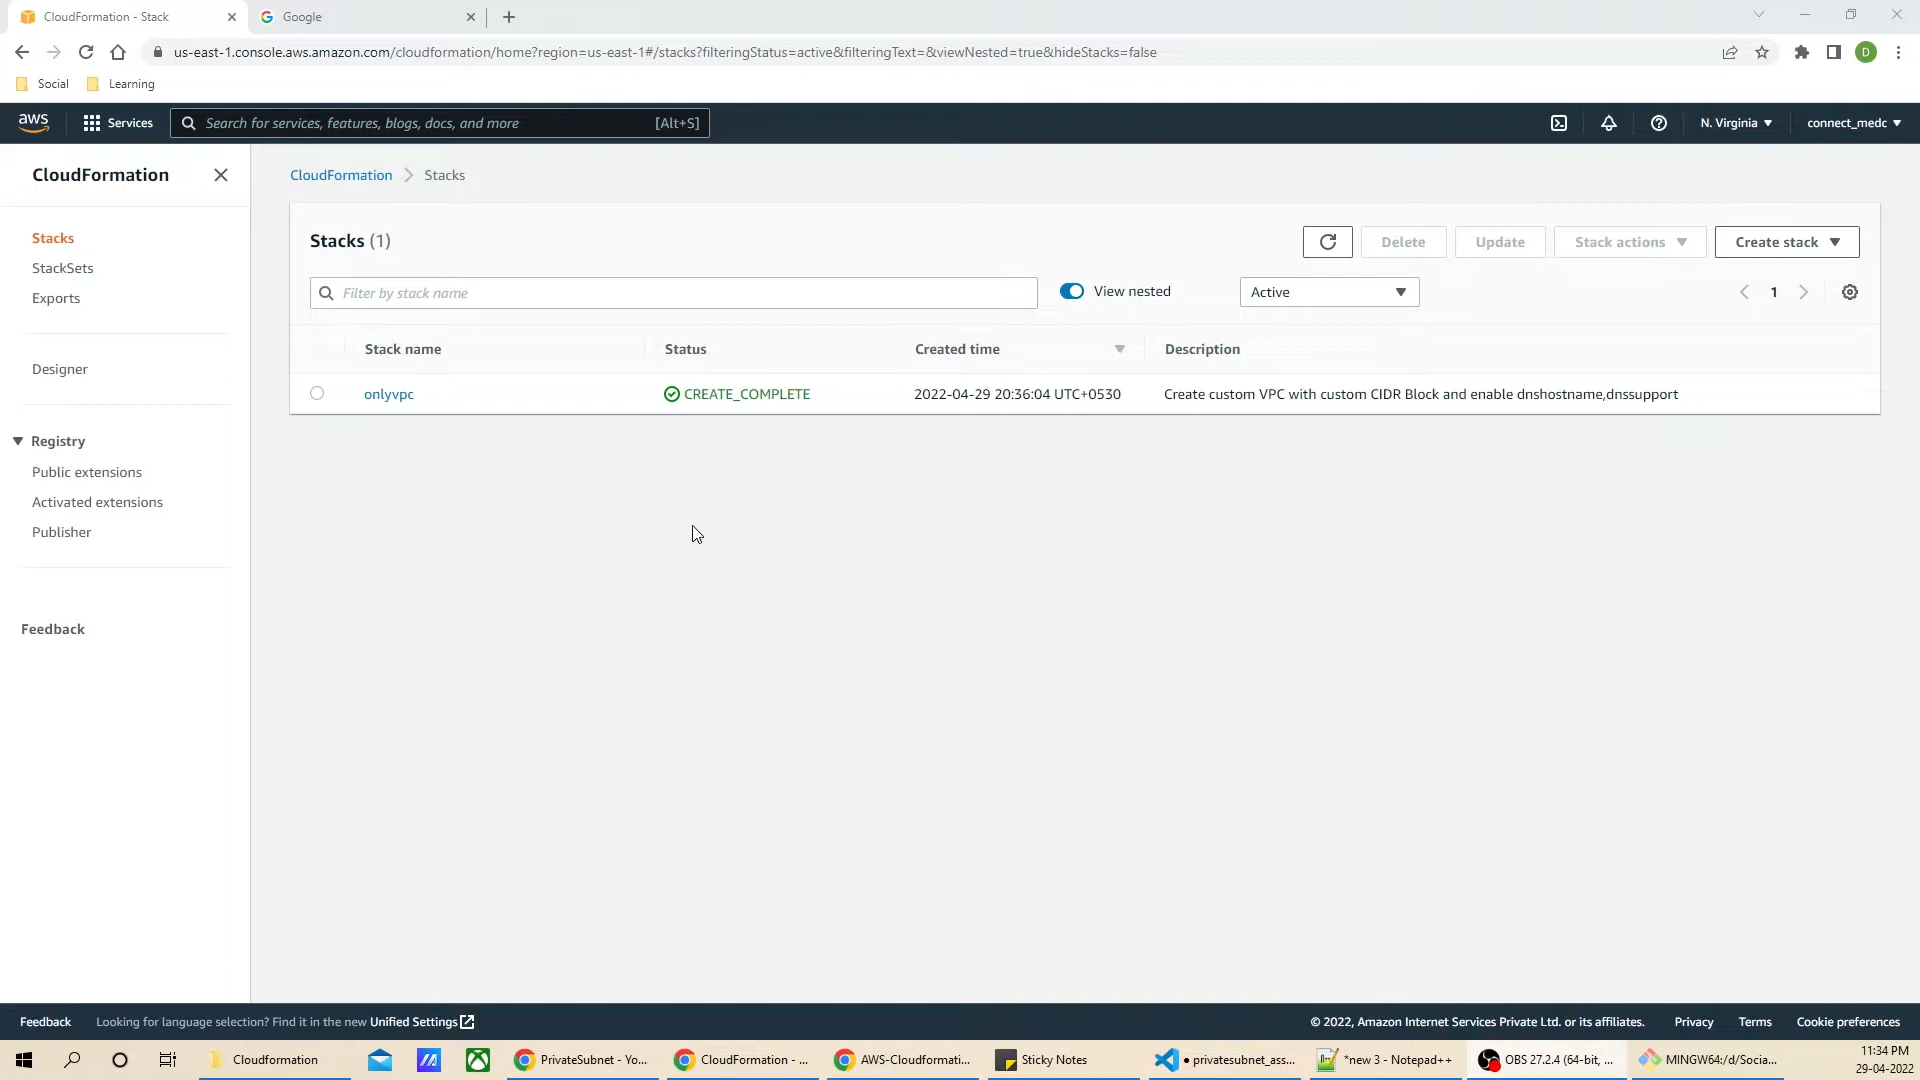 CloudFormation - Stack
Google
us-east-1.console.aws.amazon.com/cloudformation/home?region=us-east-1#/stacks?filteringStatus=active&filteringText=&viewNested=true&hideStacks=false
D
Social
Learning
aws
Services
Search for services, features, blogs, docs, and more
[Alt+S]
N. Virginia
connect_medc
CloudFormation
CloudFormation
Stacks
Stacks
StackSets
Exports
Designer
Registry
Public extensions
Activated extensions
Publisher
Feedback
Stacks (1)
Delete
Update
Stack actions
Create stack
Filter by stack name
View nested
Active
1
Stack name
Status
Created time
Description
onlyvpc
CREATE_COMPLETE
2022-04-29 20:36:04 UTC+0530
Create custom VPC with custom CIDR Block and enable dnshostname,dnssupport
Feedback
Looking for language selection? Find it in the new Unified Settings
© 2022, Amazon Internet Services Private Ltd. or its affiliates.
Privacy
Terms
Cookie preferences
Cloudformation
PrivateSubnet - Yo...
CloudFormation - ...
AWS-Cloudformati...
Sticky Notes
● privatesubnet_ass...
*new 3 - Notepad++
OBS 27.2.4 (64-bit, ...
MINGW64:/d/Socia...
11:34 PM
29-04-2022